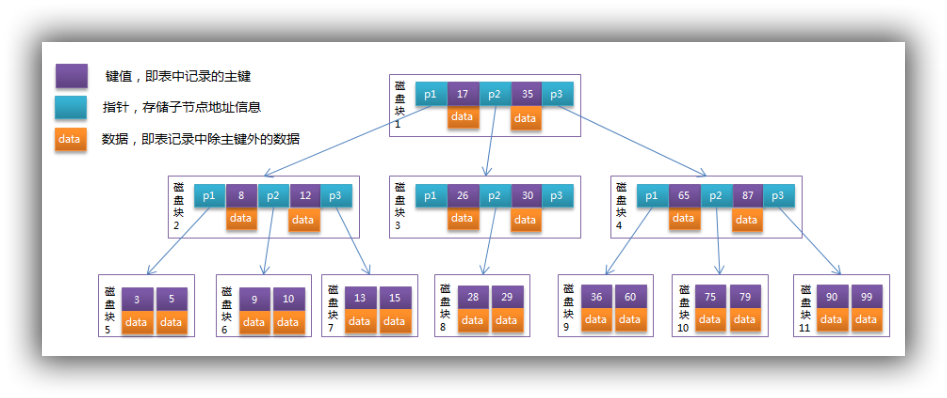 键值，即表中记录的主键
指针，存储子节点地址信息
data 数据，即表记录中除主键外的数据
磁盘块1
p1 17 p2 35 p3
data data
磁盘块2
p1 8 p2 12 p3
data data
磁盘块3
p1 26 p2 30 p3
data data
磁盘块4
p1 65 p2 87 p3
data data
磁盘块5
3 5
data data
磁盘块6
9 10
data data
磁盘块7
13 15
data data
磁盘块8
28 29
data data
磁盘块9
36 60
data data
磁盘块10
75 79
data data
磁盘块11
90 99
data data